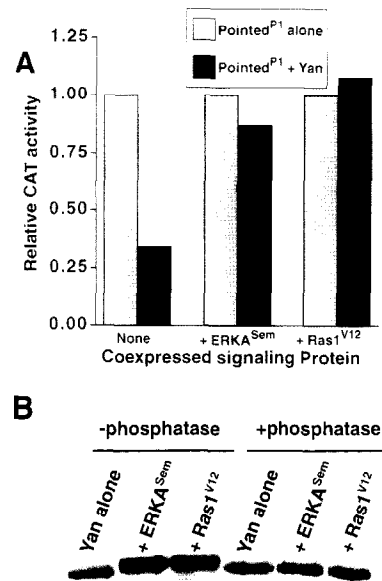 A
1.25
1.00
0.75
0.50
0.25
0.00
Relative CAT activity
Pointed^P1 alone
Pointed^P1 + Yan
None
+ ERKA^Sem
+ Ras1^V12
Coexpressed signaling Protein
B
-phosphatase
+phosphatase
Yan alone
+ ERKA^Sem
+ Ras1^V12
Yan alone
+ ERKA^Sem
+ Ras1^V12